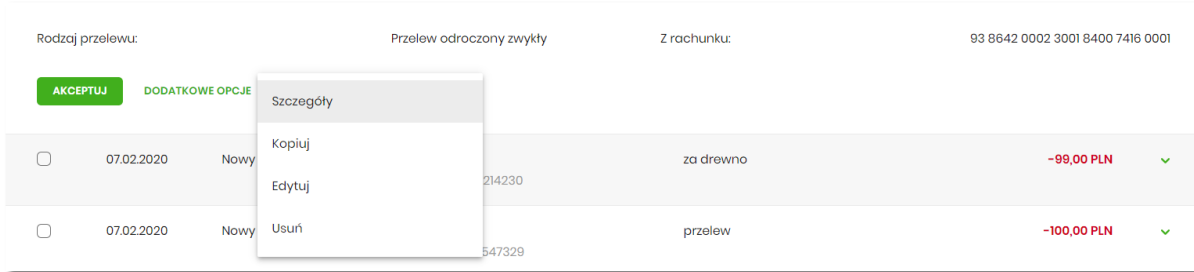 Rodzaj przelewu: Przelew odroczony zwykły Z rachunku: 93 8642 0002 3001 8400 7416 0001
AKCEPTUJ DODATKOWE OPCJE
Szczegóły
Kopiuj
Edytuj
Usuń
07.02.2020 Nowy za drewno -99,00 PLN
214230
07.02.2020 Nowy przelew -100,00 PLN
547329